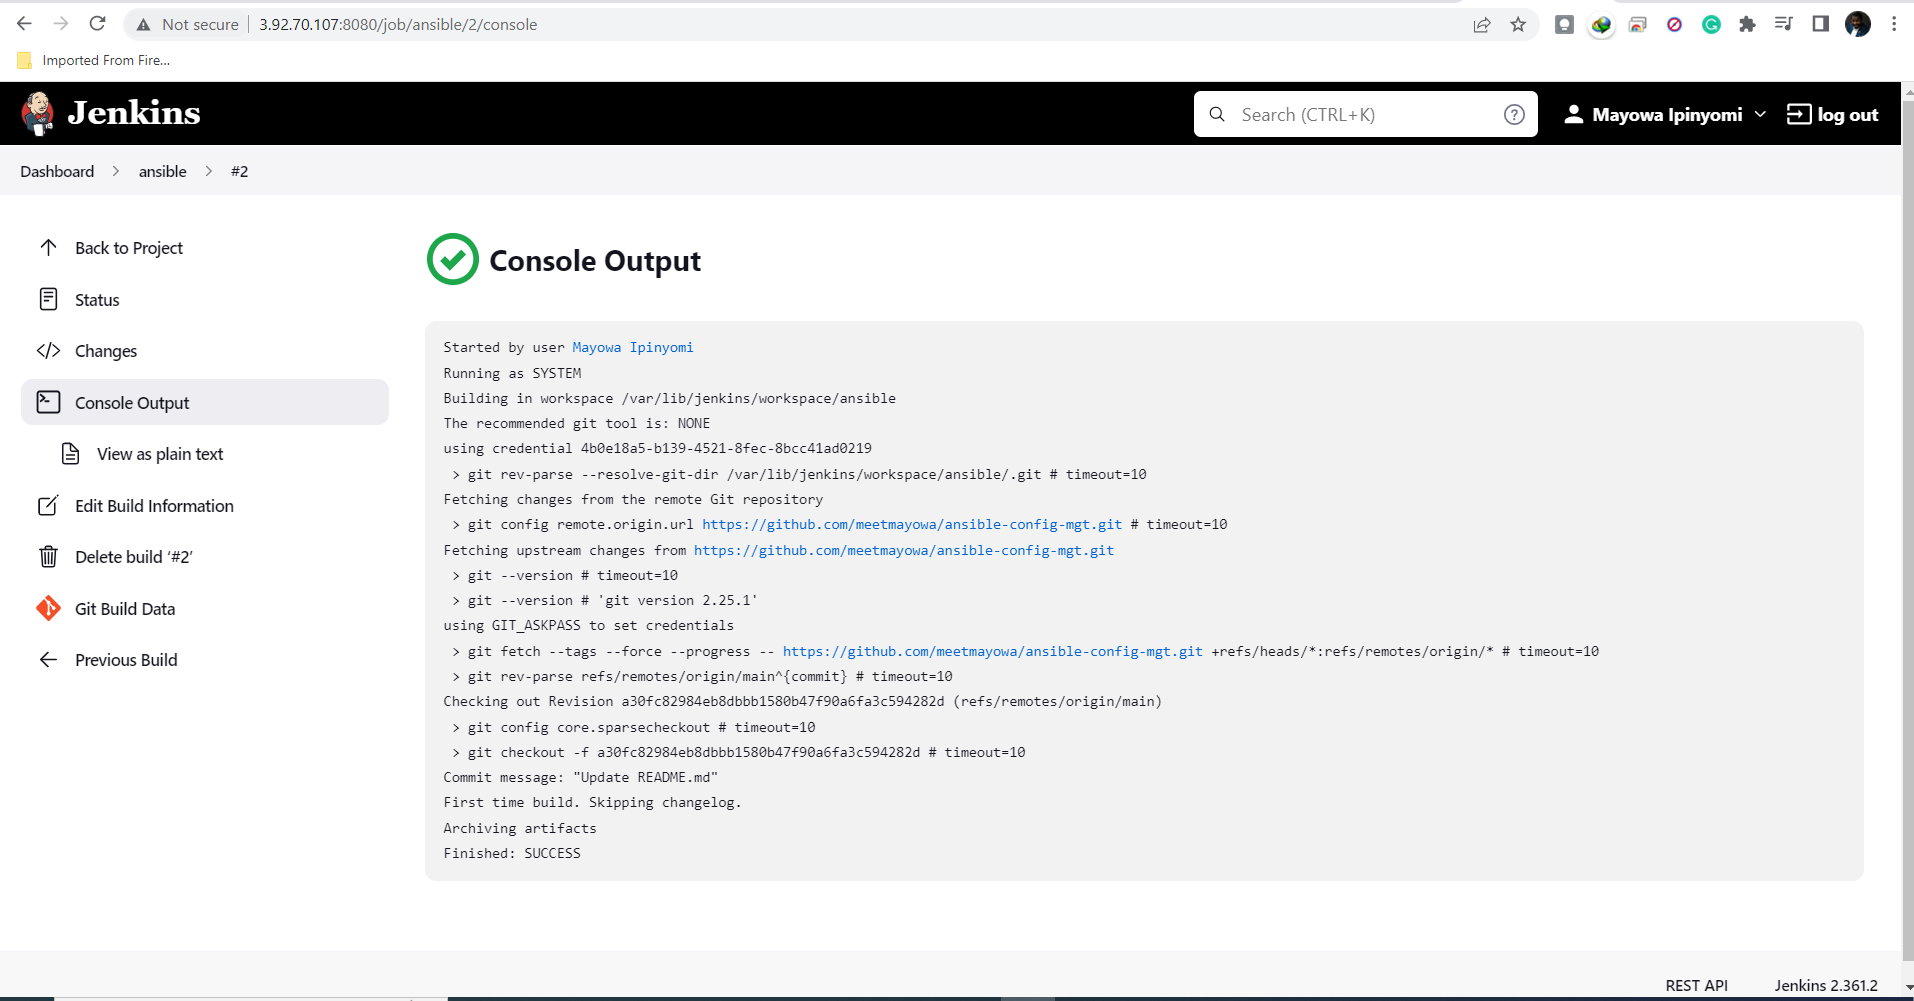 Not secure 3.92.70.107:8080/job/ansible/2/console
Imported From Fire...
Jenkins
Search (CTRL+K)
Mayowa Ipinyomi
log out
Dashboard > ansible > #2
Back to Project
Status
Changes
Console Output
View as plain text
Edit Build Information
Delete build ‘#2’
Git Build Data
Previous Build
Console Output
Started by user Mayowa Ipinyomi
Running as SYSTEM
Building in workspace /var/lib/jenkins/workspace/ansible
The recommended git tool is: NONE
using credential 4b0e18a5-b139-4521-8fec-8bcc41ad0219
 > git rev-parse --resolve-git-dir /var/lib/jenkins/workspace/ansible/.git # timeout=10
Fetching changes from the remote Git repository
 > git config remote.origin.url https://github.com/meetmayowa/ansible-config-mgt.git # timeout=10
Fetching upstream changes from https://github.com/meetmayowa/ansible-config-mgt.git
 > git --version # timeout=10
 > git --version # 'git version 2.25.1'
using GIT_ASKPASS to set credentials
 > git fetch --tags --force --progress -- https://github.com/meetmayowa/ansible-config-mgt.git +refs/heads/*:refs/remotes/origin/* # timeout=10
 > git rev-parse refs/remotes/origin/main^{commit} # timeout=10
Checking out Revision a30fc82984eb8dbbb1580b47f90a6fa3c594282d (refs/remotes/origin/main)
 > git config core.sparsecheckout # timeout=10
 > git checkout -f a30fc82984eb8dbbb1580b47f90a6fa3c594282d # timeout=10
Commit message: "Update README.md"
First time build. Skipping changelog.
Archiving artifacts
Finished: SUCCESS
REST API
Jenkins 2.361.2